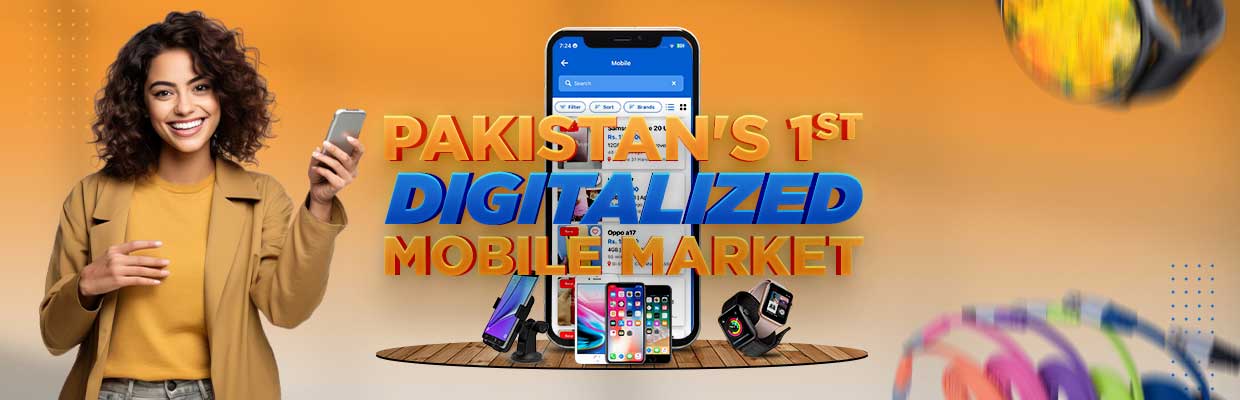 7:24
Mobile
Search
Filter
Sort
Brands
PAKISTAN'S 1ST
DIGITALIZED
Oppo a17
MOBILE MARKET